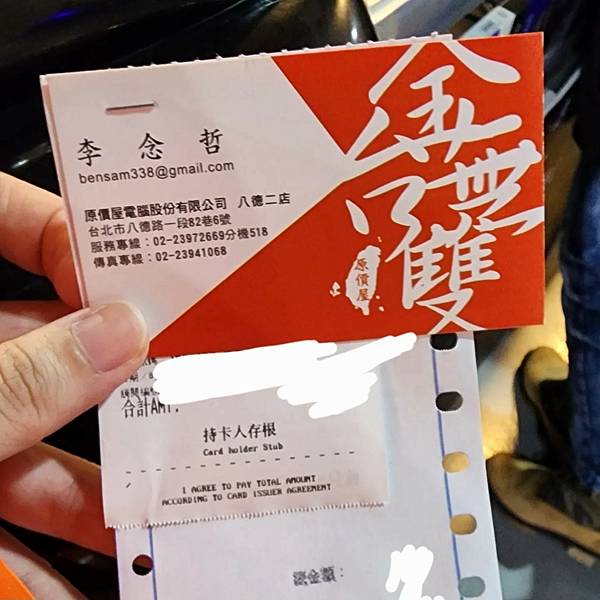 李念哲
bensam338@gmail.com
原價屋電腦股份有限公司 八德二店
台北市八德路一段82巷6號
服務專線：02-23972669分機518
傳真專線：02-23941068
原價屋
合計AMT.
持卡人存根
Card holder Stub
I AGREE TO PAY TOTAL AMOUNT
ACCORDING TO CARD ISSUER AGREEMENT
總金額：